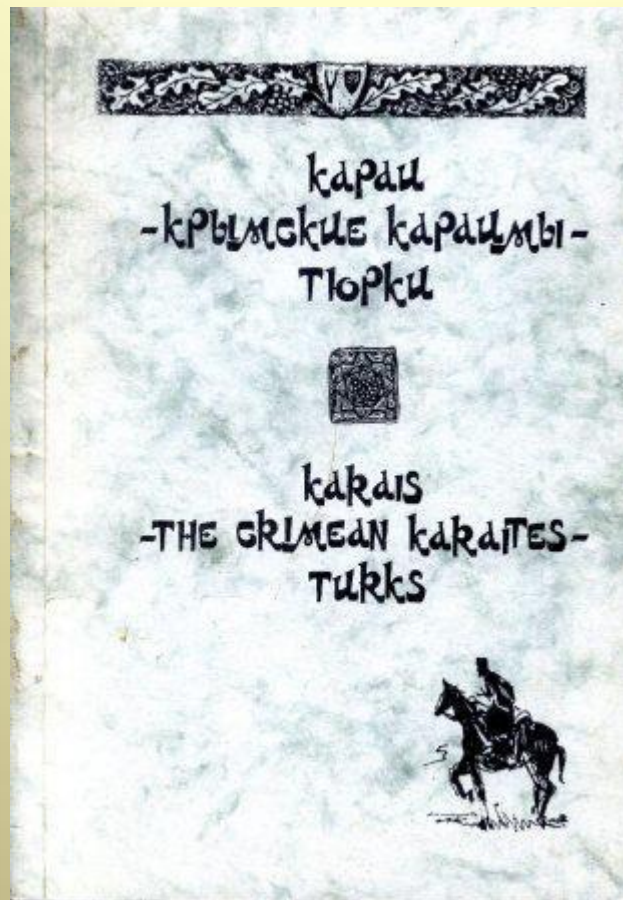 караи
-крымские караимы-
тюрки
karais
-the crimean karaites-
turks